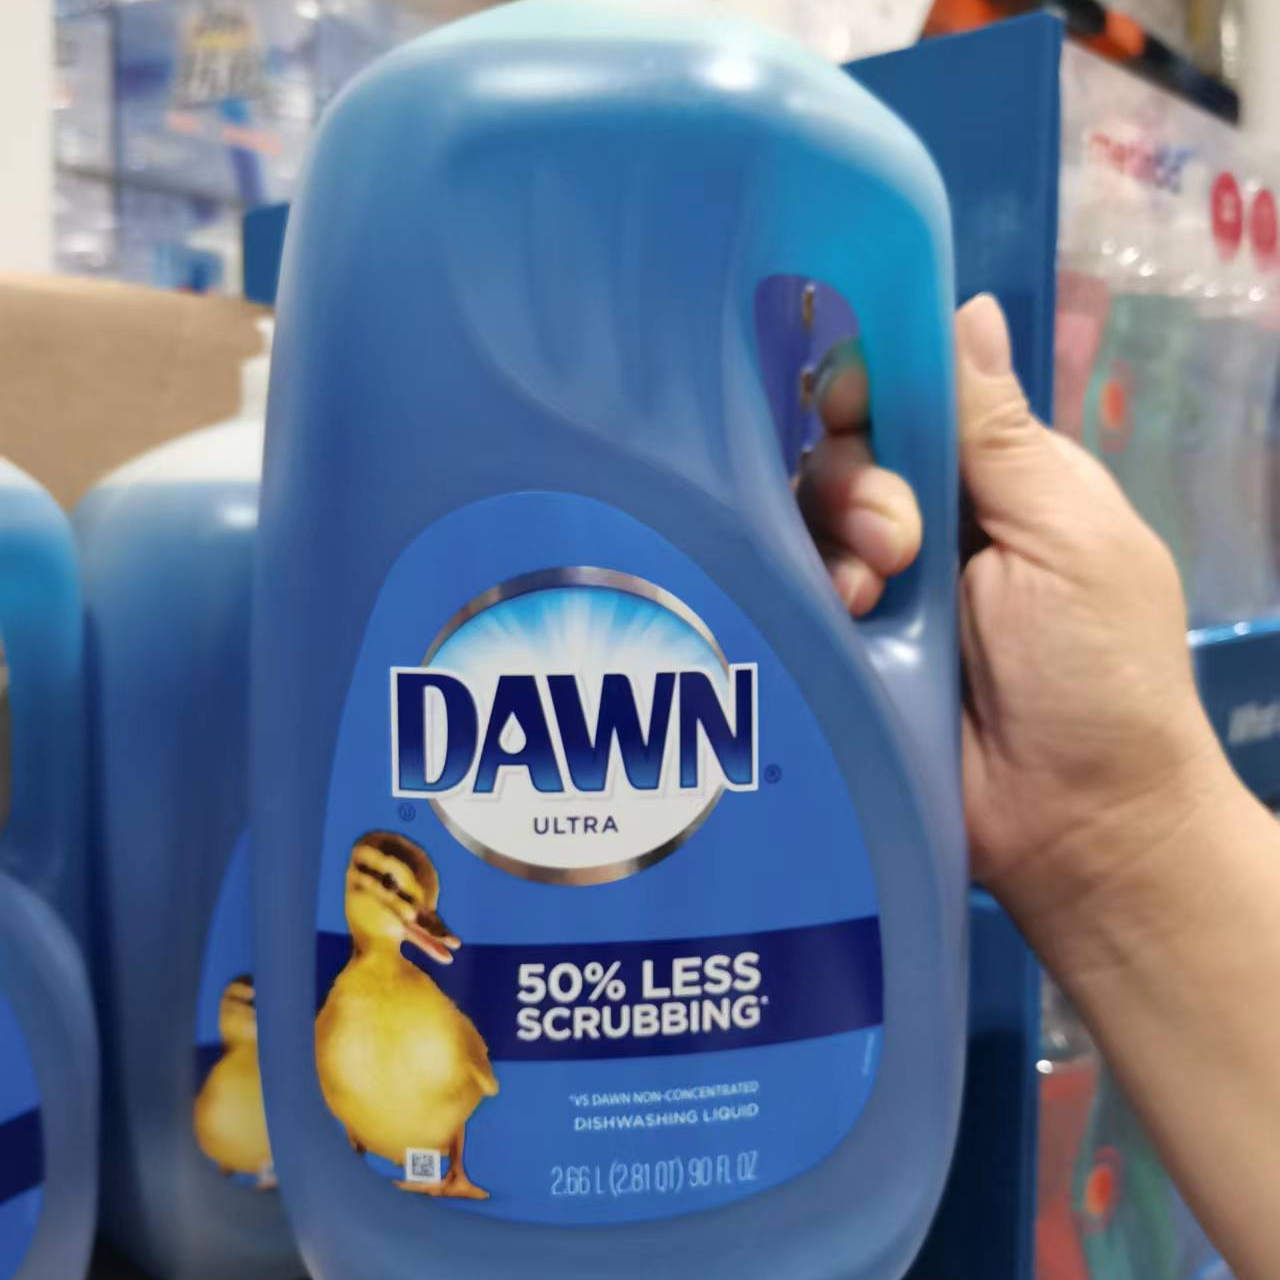 DAWN
®
U
ULTRA
50% LESS
SCRUBBING*
*VS DAWN NON-CONCENTRATED
DISHWASHING LIQUID
2.66 L (2.81 QT) 90 FL OZ